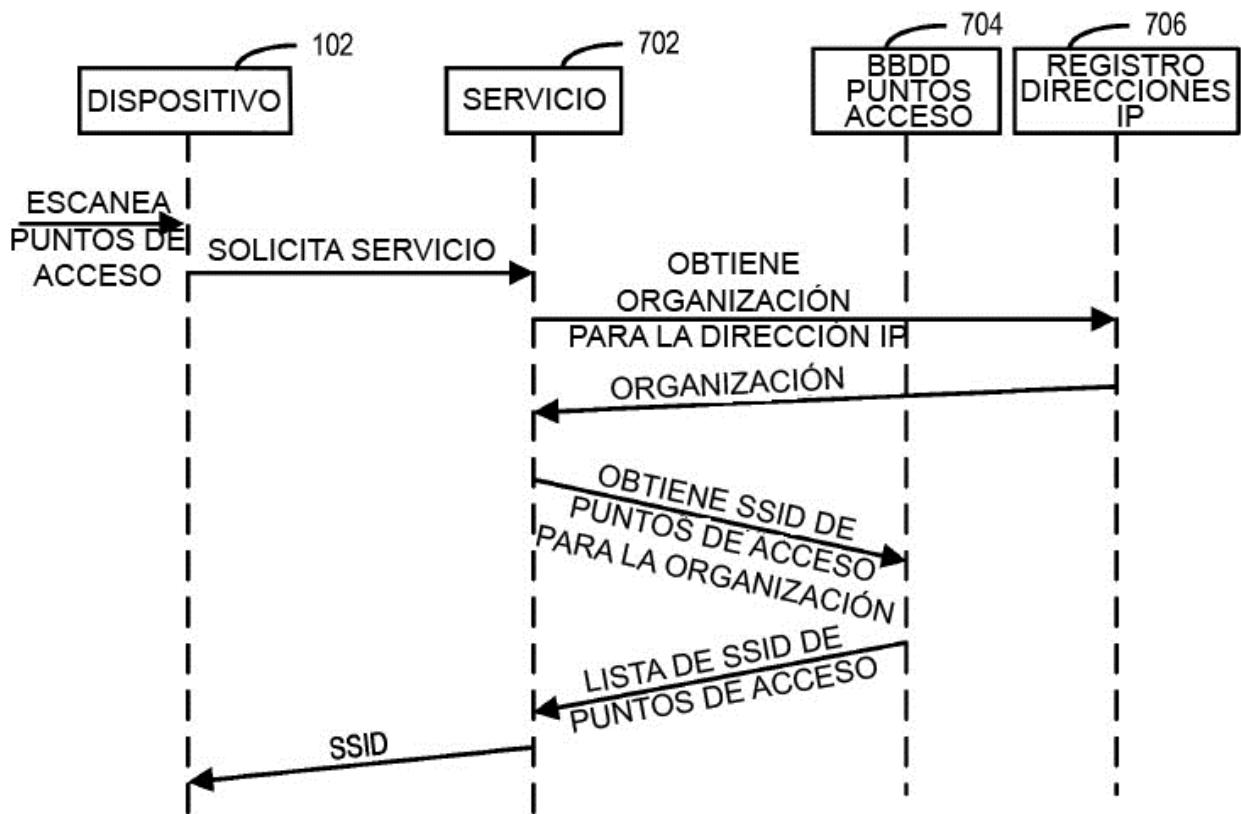 102
702
704
706
DISPOSITIVO
SERVICIO
BBDD
PUNTOS
ACCESO
REGISTRO
DIRECCIONES
IP
ESCANEA
PUNTOS DE
ACCESO
SOLICITA SERVICIO
OBTIENE
ORGANIZACIÓN
PARA LA DIRECCIÓN IP
ORGANIZACIÓN
OBTIENE SSID DE
PUNTOS DE ACCESO
PARA LA ORGANIZACIÓN
LISTA DE SSID DE
PUNTOS DE ACCESO
SSID